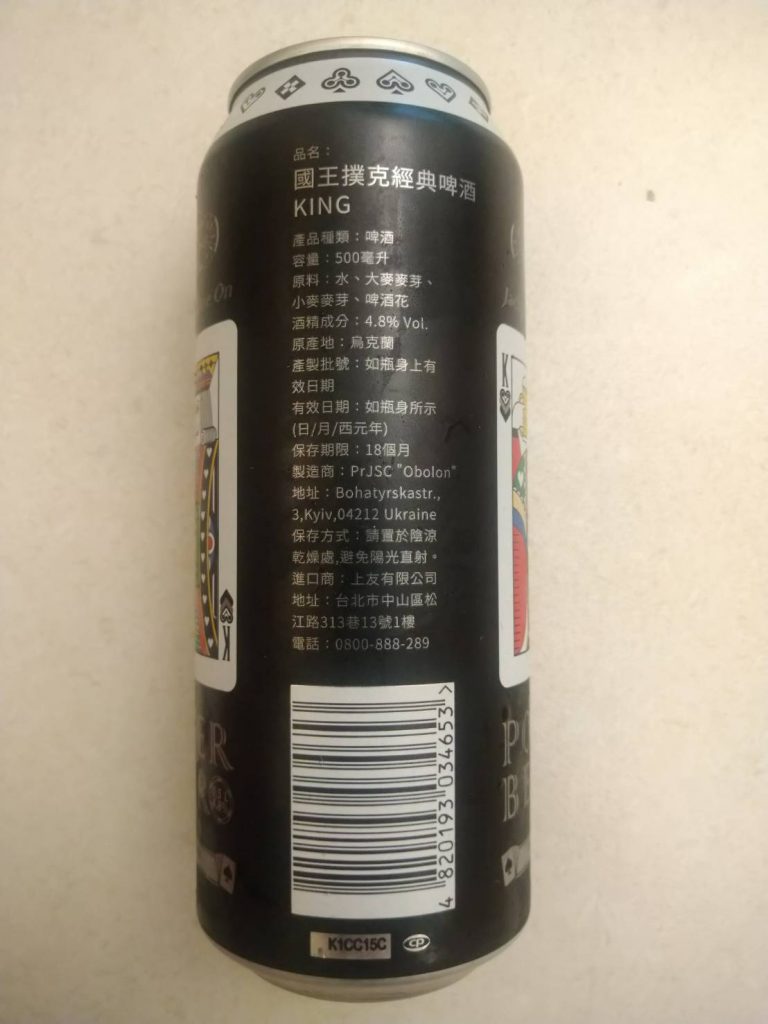 品名：
國王撲克經典啤酒
KING
產品種類：啤酒
容量：500毫升
原料：水、大麥麥芽、
小麥麥芽、啤酒花
酒精成分：4.8% Vol.
原產地：烏克蘭
產製批號：如瓶身上有
效日期
有效日期：如瓶身所示
(日/月/西元年)
保存期限：18個月
製造商：PrJSC "Obolon"
地址：Bohatyrskastr.,
3,Kyiv,04212 Ukraine
保存方式：請置於陰涼
乾燥處,避免陽光直射。
進口商：上友有限公司
地址：台北市中山區松
江路313巷13號1樓
電話：0800-888-289
4 820193 034653 >
K1CC15C
CP
On
K
K
ER
R
PO
BE